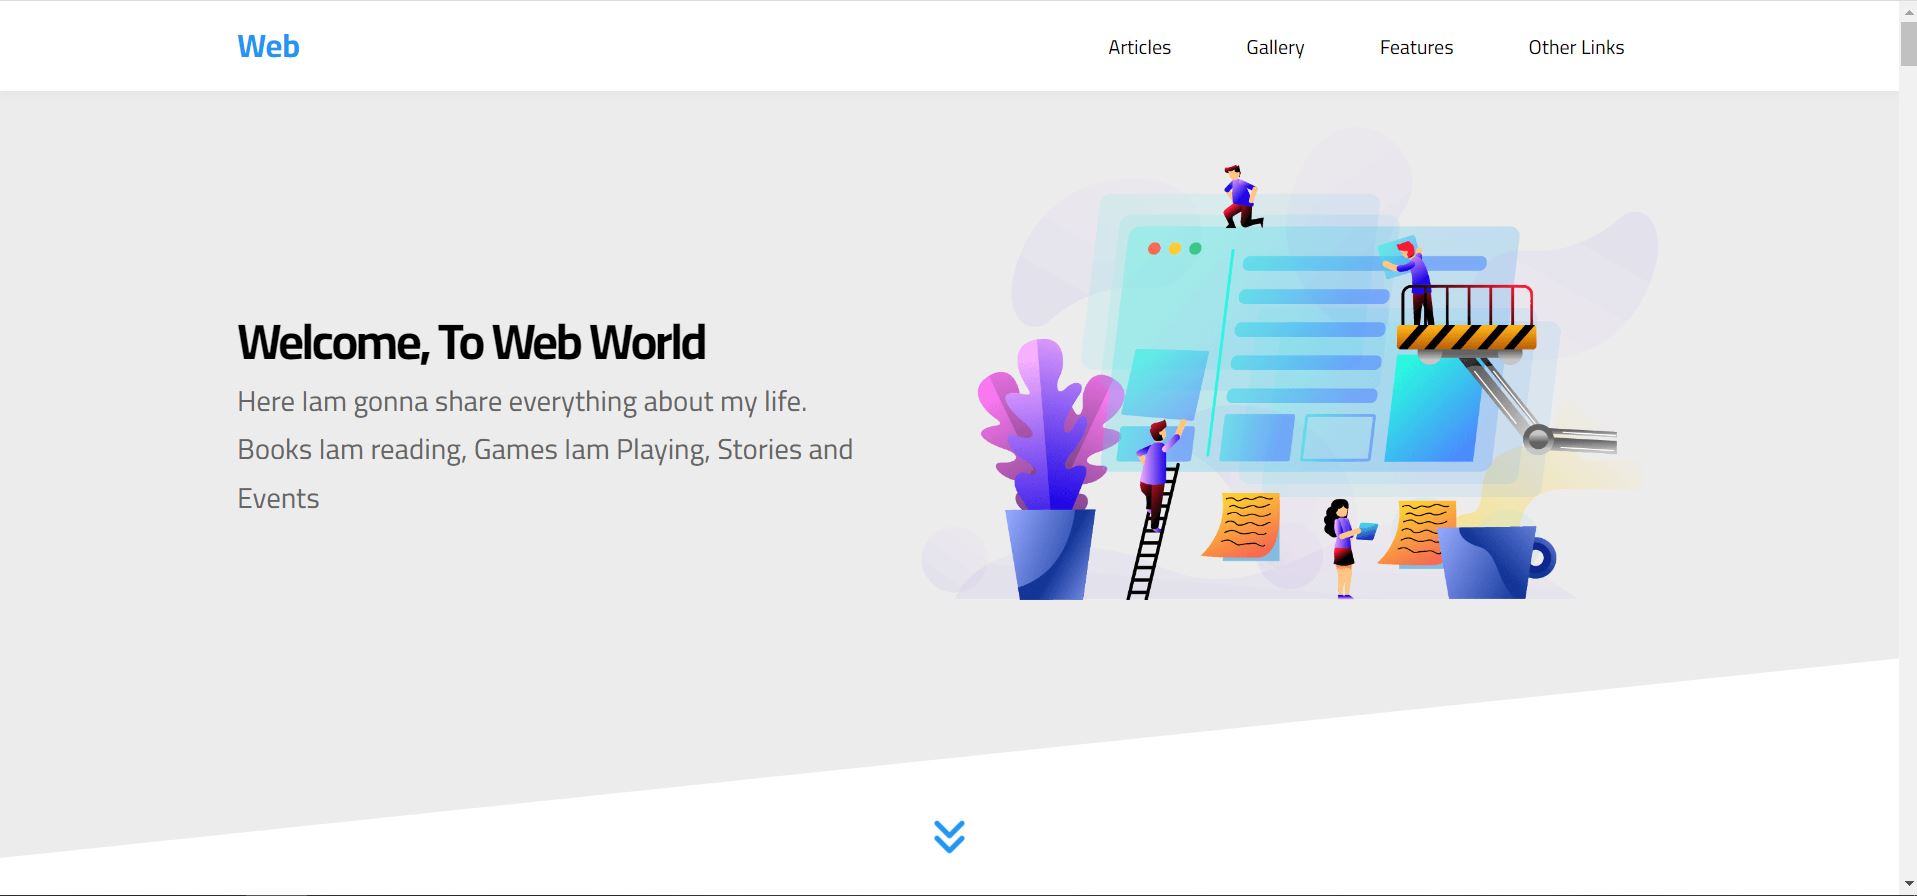 Web
Articles
Gallery
Features
Other Links
Welcome, To Web World
Here Iam gonna share everything about my life.
Books Iam reading, Games Iam Playing, Stories and
Events